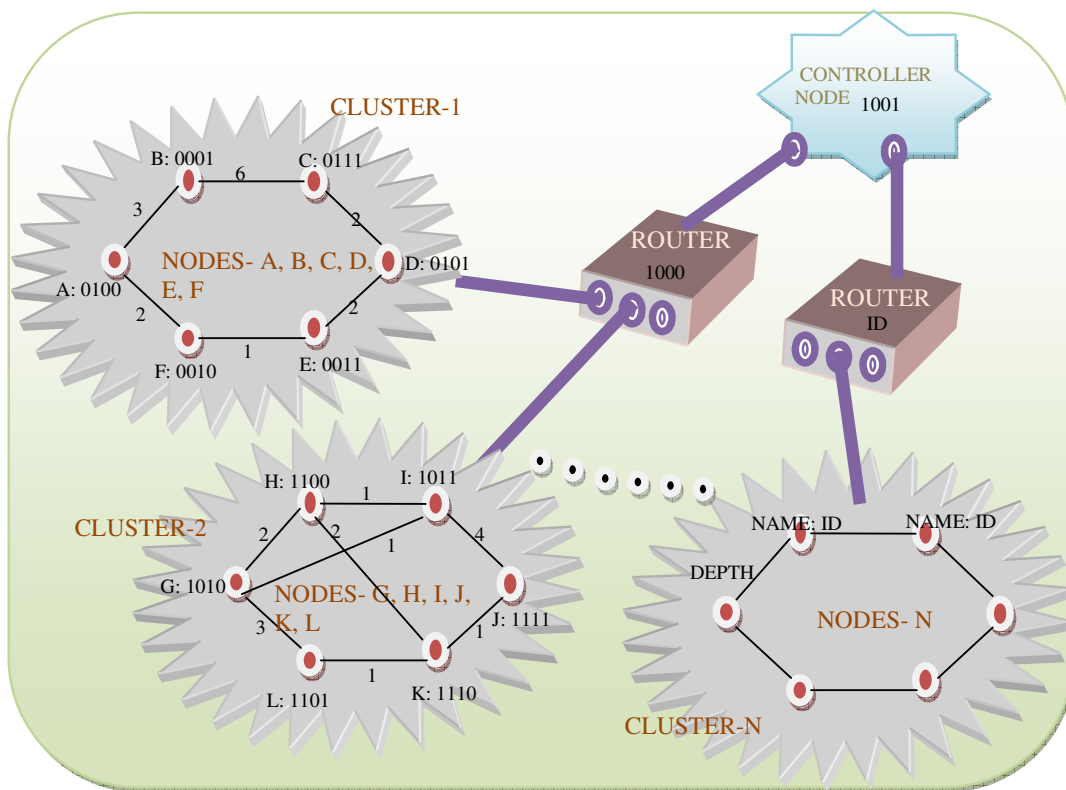 CONTROLLER
NODE
1001
CLUSTER-1
B: 0001
6
C: 0111
3
2
NODES- A, B, C, D,
E, F
A: 0100
D: 0101
2
2
1
F: 0010
E: 0011
ROUTER
1000
ROUTER
ID
CLUSTER-2
H: 1100
1
I: 1011
2
2
1
4
G: 1010
NODES- G, H, I, J,
K, L
3
1
J: 1111
1
L: 1101
K: 1110
NAME: ID
NAME: ID
DEPTH
NODES- N
CLUSTER-N